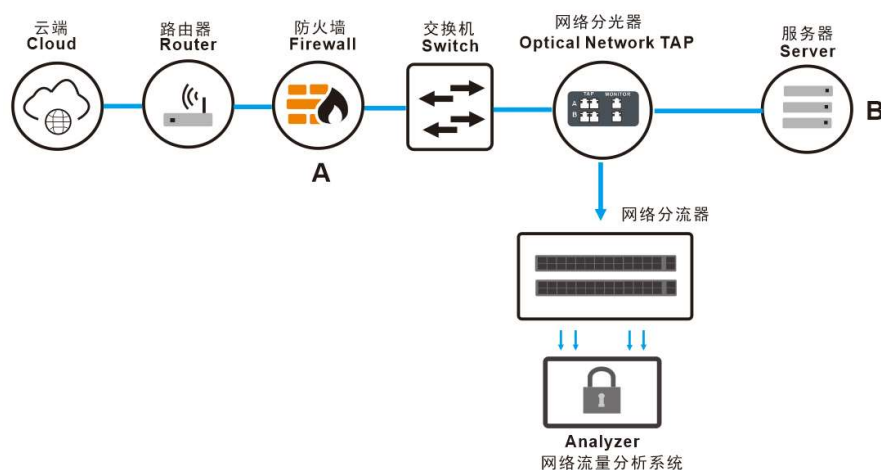 云端
Cloud
路由器
Router
防火墙
Firewall
交换机
Switch
网络分光器
Optical Network TAP
服务器
Server
TAP MONITOR
A
B
A
B
网络分流器
Analyzer
网络流量分析系统